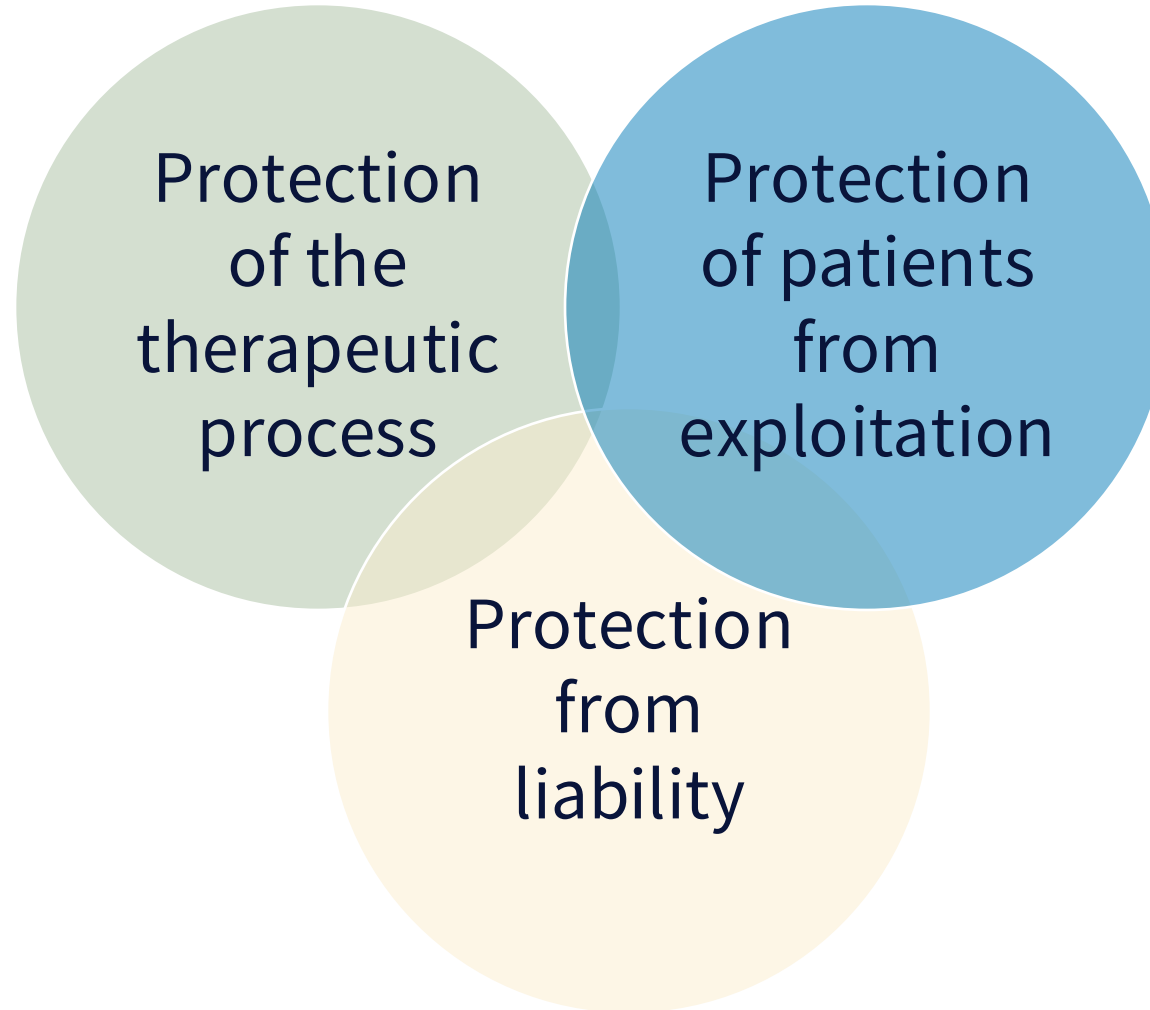 Protection
of the
therapeutic
process
Protection
of patients
from
exploitation
Protection
from
liability